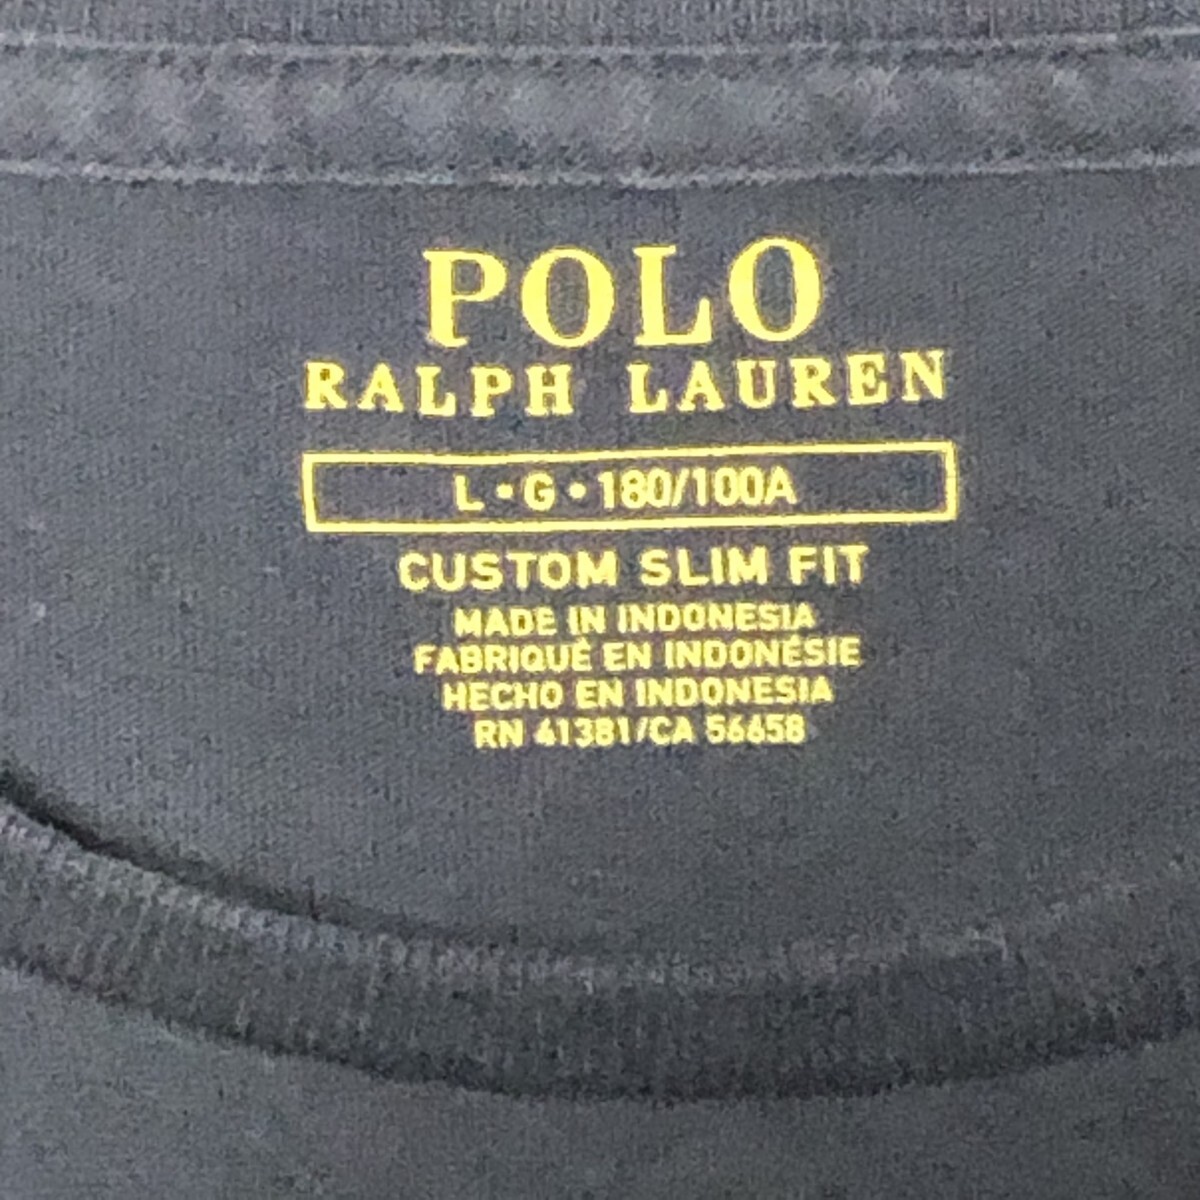 POLO
RALPH LAUREN
L • G • 180/100A
CUSTOM SLIM FIT
MADE IN INDONESIA
FABRIQUÉ EN INDONÉSIE
HECHO EN INDONESIA
RN 41381/CA 56658